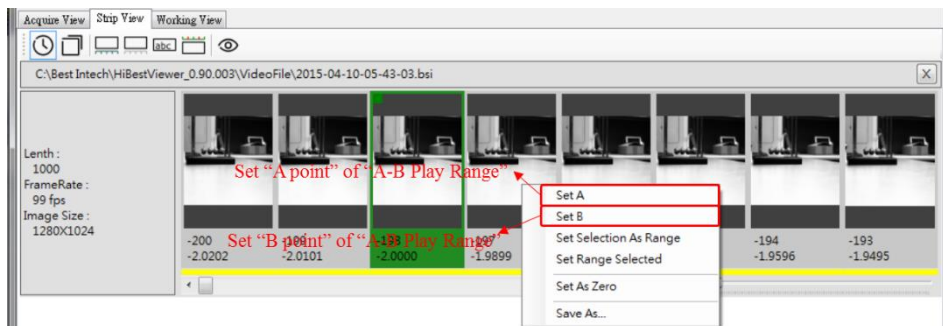 Acquire View Strip View Working View
abc
C:\Best Intech\HiBestViewer_0.90.003\VideoFile\2015-04-10-05-43-03.bsi X
Lenth :
1000
FrameRate :
99 fps
Image Size :
1280X1024
Set “A point” of “A-B Play Range”
Set “B point” of “A-B Play Range”
-200 -199 -198 -197 -194 -193
-2.0202 -2.0101 -2.0000 -1.9899 -1.9596 -1.9495
Set A
Set B
Set Selection As Range
Set Range Selected
Set As Zero
Save As...